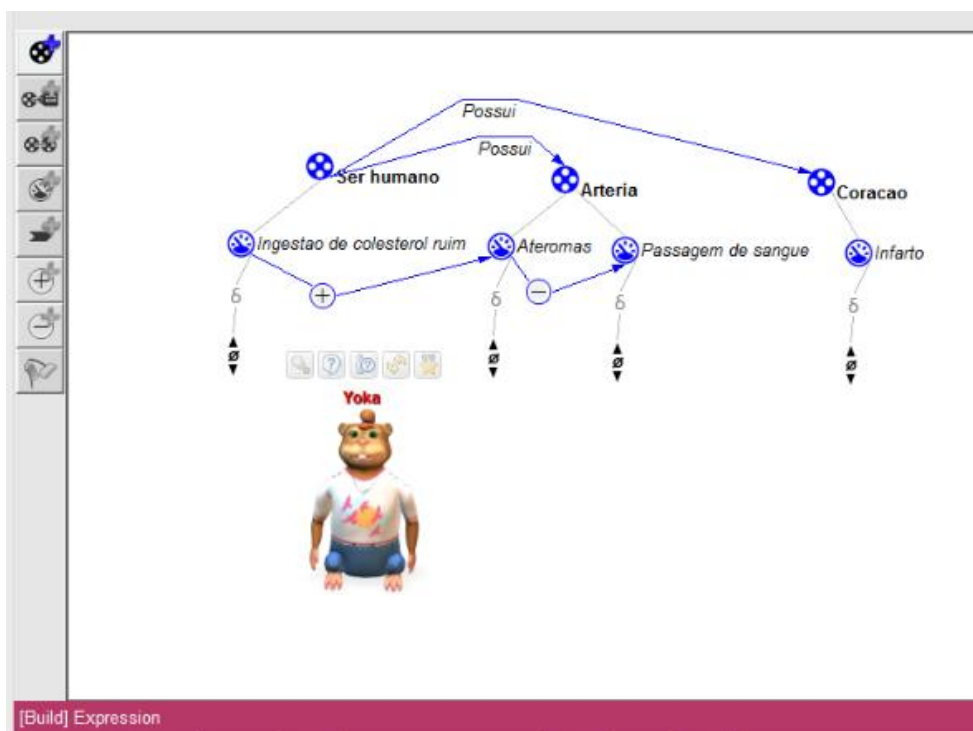 Possui
Possui
Ser humano
Arteria
Coracao
Ingestao de colesterol ruim
Ateromas
Passagem de sangue
Infarto
+
−
δ
δ
δ
δ
ø
ø
ø
ø
Yoka
[Build] Expression